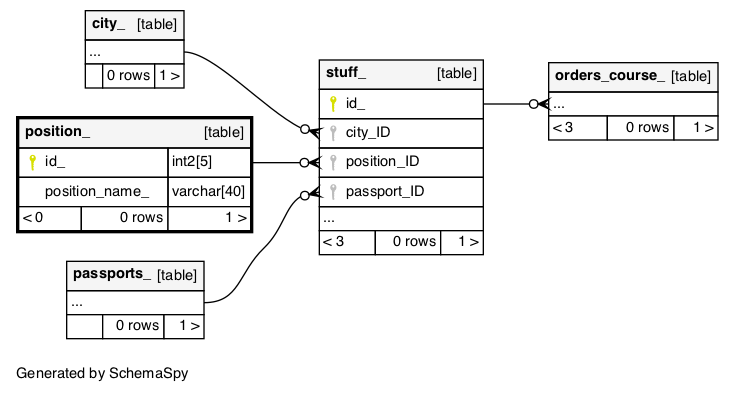 city_ [table]
...
0 rows 1 >
position_ [table]
id_ int2[5]
position_name_ varchar[40]
< 0 0 rows 1 >
passports_ [table]
...
0 rows 1 >
stuff_ [table]
id_
city_ID
position_ID
passport_ID
...
< 3 0 rows 1 >
orders_course_ [table]
...
< 3 0 rows 1 >
Generated by SchemaSpy